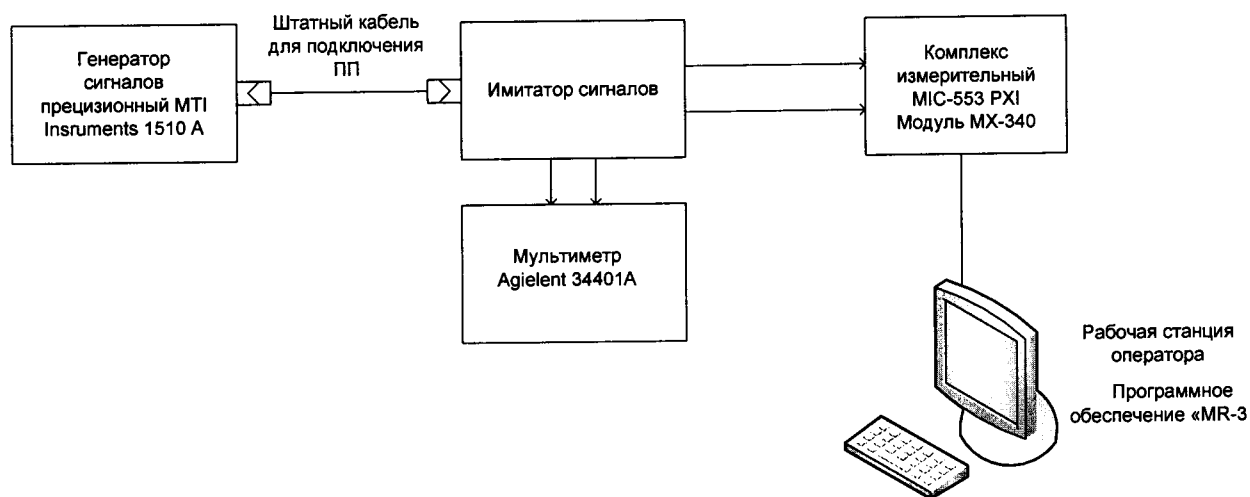 Генератор
сигналов
прецизионный MTI
Insruments 1510 A
Штатный кабель
для подключения
ПП
Имитатор сигналов
Комплекс
измерительный
MIC-553 PXI
Модуль MX-340
Мультиметр
Agielent 34401A
Рабочая станция
оператора
Программное
обеспечение «MR-3